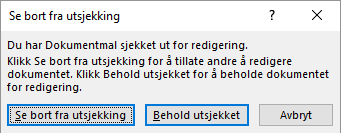 Se bort fra utsjekking
Du har Dokumentmal sjekket ut for redigering.
Klikk Se bort fra utsjekking for å tillate andre å redigere
dokumentet. Klikk Behold utsjekket for å beholde dokumentet
for redigering.
Se bort fra utsjekking Behold utsjekket Avbryt